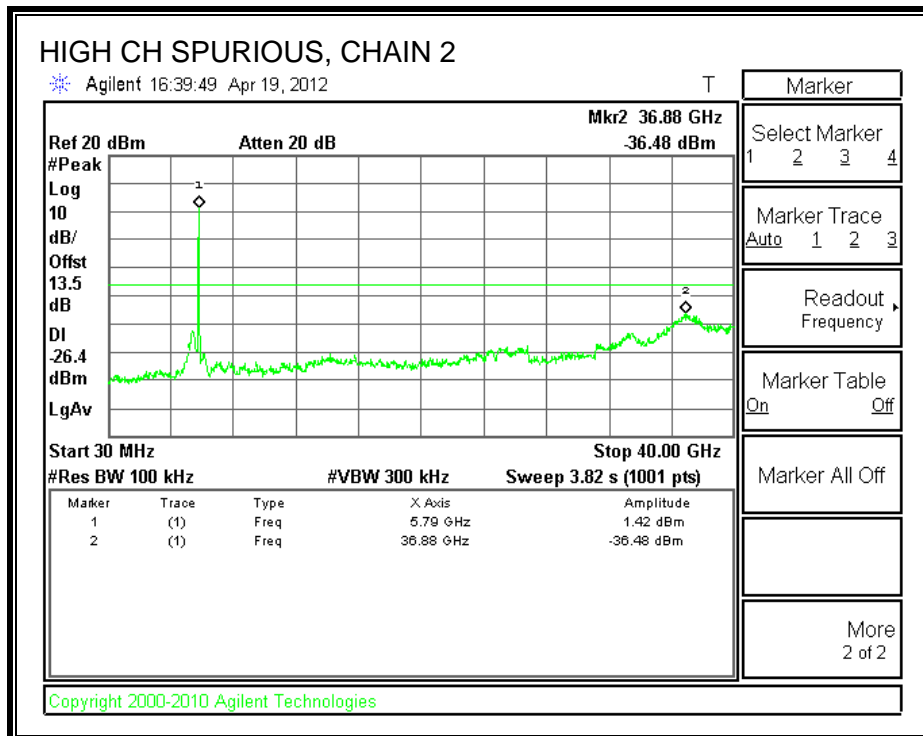 HIGH CH SPURIOUS, CHAIN 2
Agilent 16:39:49 Apr 19, 2012 T
Mkr2 36.88 GHz
Ref 20 dBm Atten 20 dB -36.48 dBm
#Peak
Log
10
dB/
Offst
13.5
dB
DI
-26.4
dBm
LgAv
1
2
Start 30 MHz Stop 40.00 GHz
#Res BW 100 kHz #VBW 300 kHz Sweep 3.82 s (1001 pts)
Marker Trace Type X Axis Amplitude
1 (1) Freq 5.79 GHz 1.42 dBm
2 (1) Freq 36.88 GHz -36.48 dBm
Marker
Select Marker
1 2 3 4
Marker Trace
Auto 1 2 3
Readout
Frequency
Marker Table
On Off
Marker All Off
More
2 of 2
Copyright 2000-2010 Agilent Technologies